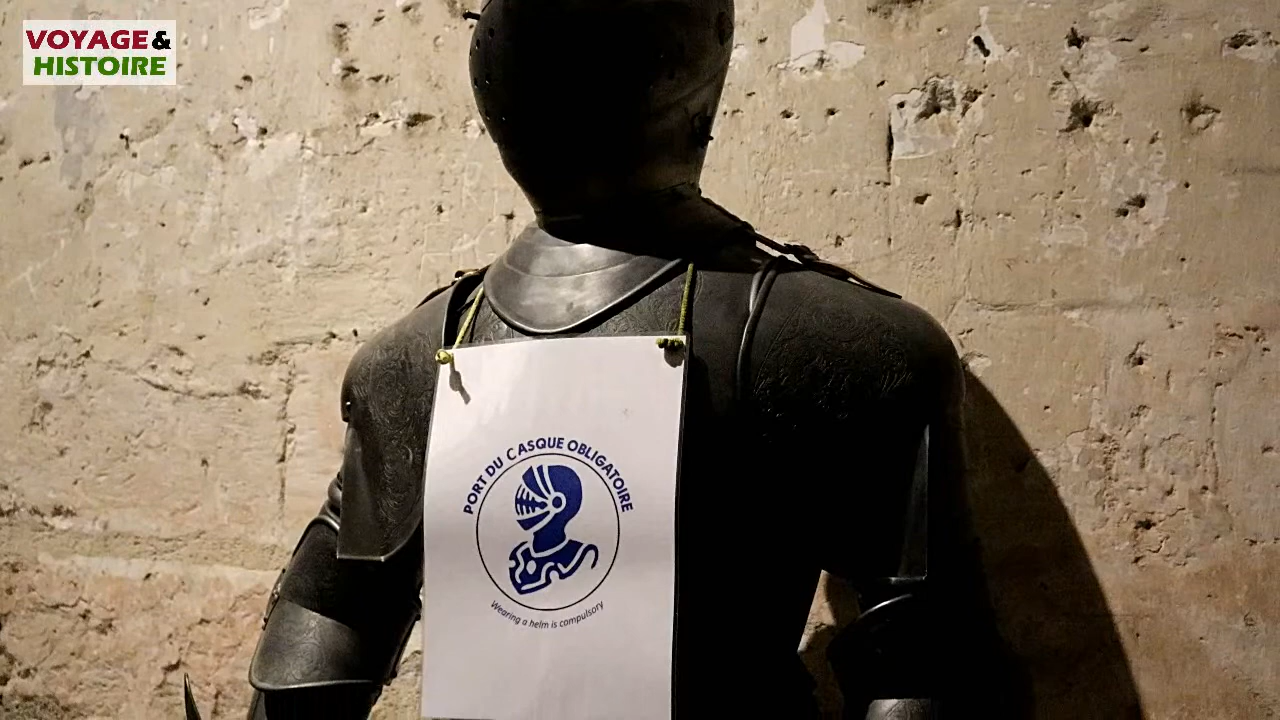 VOYAGE&
HISTOIRE
PORT DU CASQUE OBLIGATOIRE
Wearing a helm is compulsory